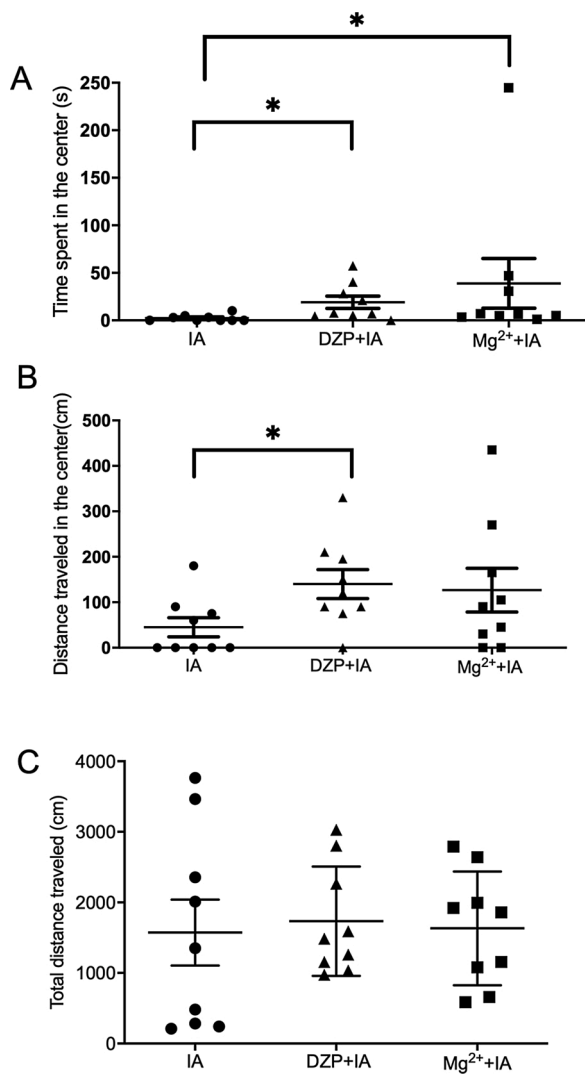 *
A
*
Time spent in the center (s)
250
200
150
100
50
0
IA
DZP+IA
Mg²⁺+IA
B
*
Distance traveled in the center(cm)
500
400
300
200
100
0
IA
DZP+IA
Mg²⁺+IA
C
Total distance traveled (cm)
4000
3000
2000
1000
0
IA
DZP+IA
Mg²⁺+IA